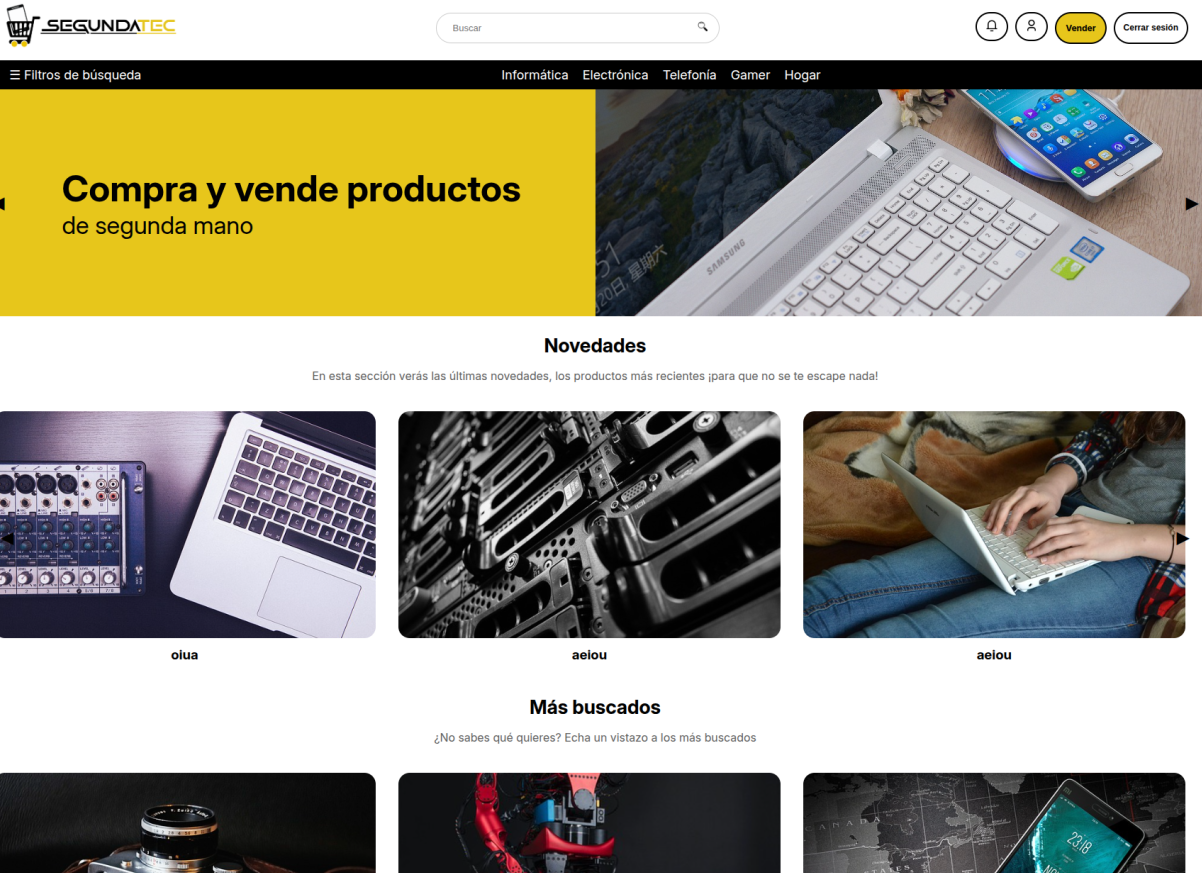 SEGUNDATEC
Buscar
Vender
Cerrar sesión
☰ Filtros de búsqueda
Informática Electrónica Telefonía Gamer Hogar
Compra y vende productos
de segunda mano
SAMSUNG
Novedades
En esta sección verás las últimas novedades, los productos más recientes ¡para que no se te escape nada!
oiua
aeiou
aeiou
Más buscados
¿No sabes qué quieres? Echa un vistazo a los más buscados
23:18